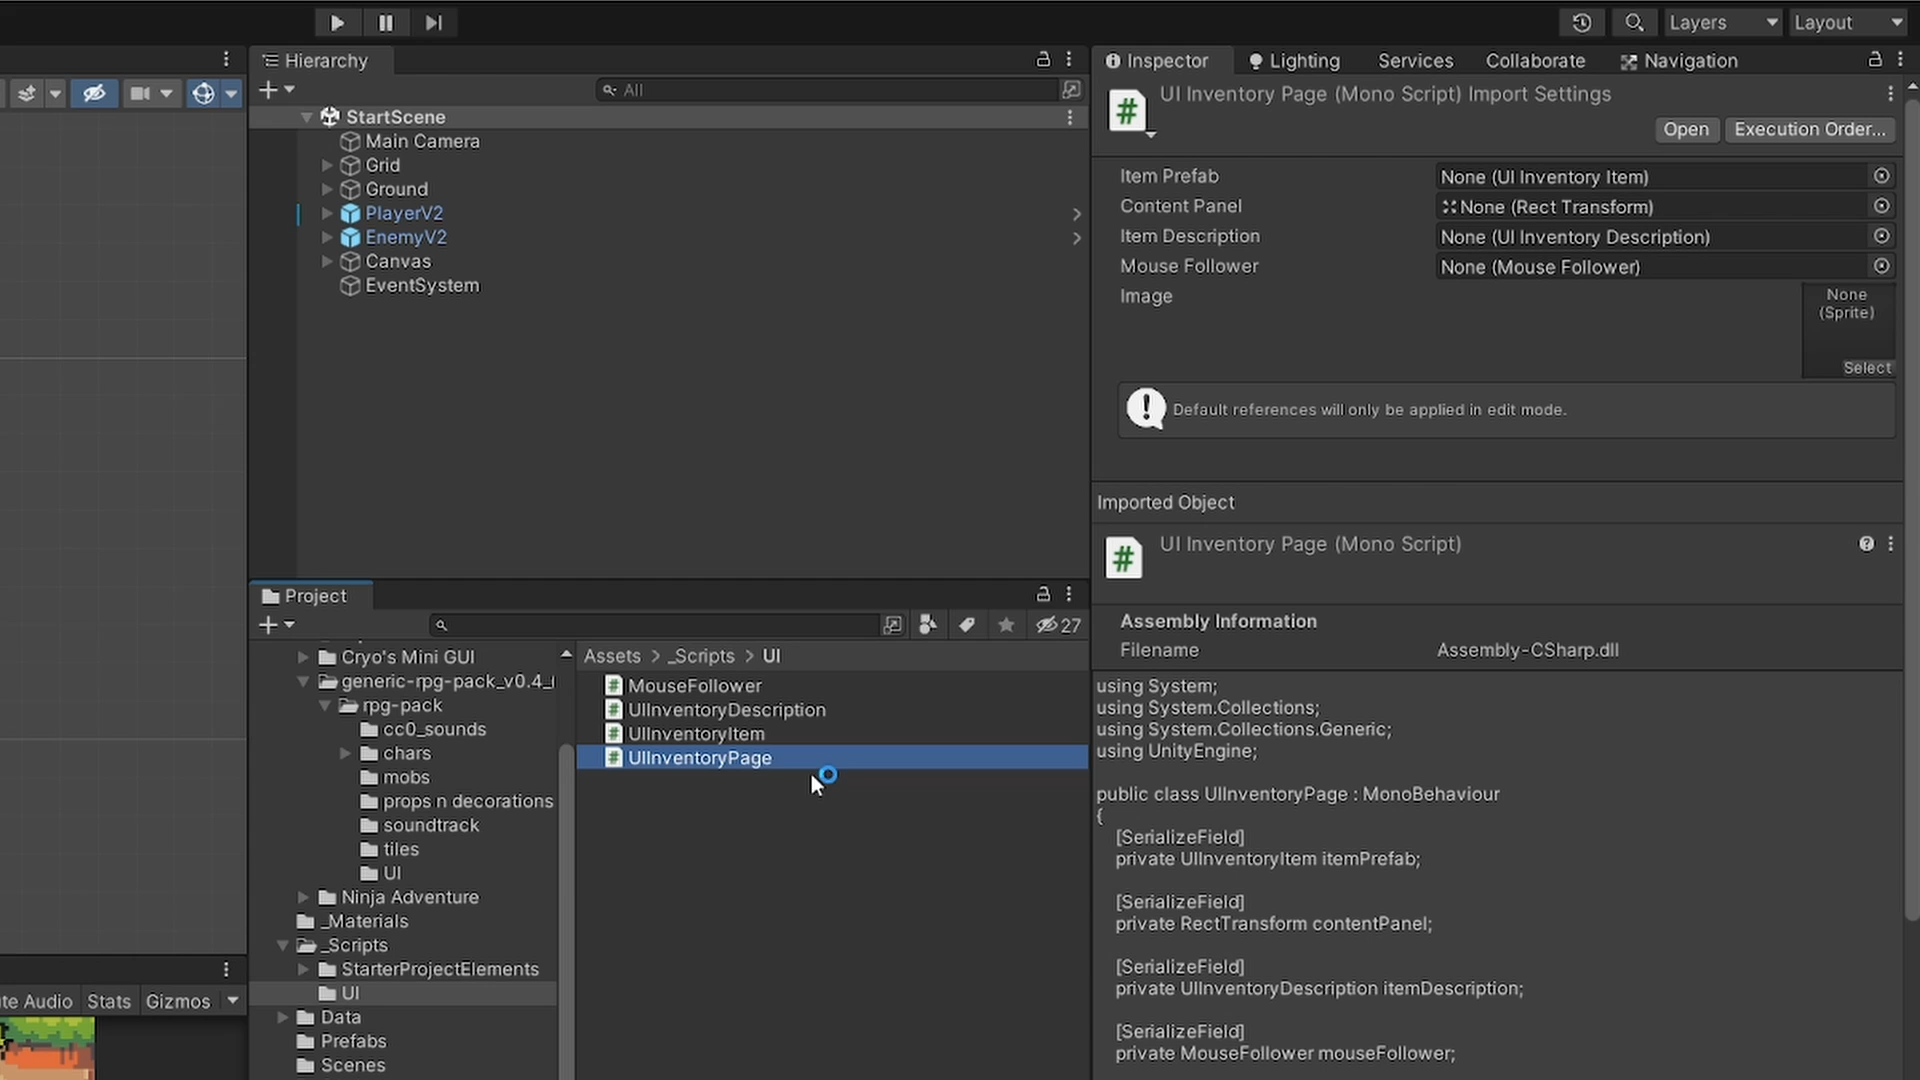 Layers
Layout
Hierarchy
All
StartScene
Main Camera
Grid
Ground
PlayerV2
EnemyV2
Canvas
EventSystem
Project
27
Cryo's Mini GUI
generic-rpg-pack_v0.4_
rpg-pack
cc0_sounds
chars
mobs
props n decorations
soundtrack
tiles
UI
Ninja Adventure
_Materials
_Scripts
StarterProjectElements
UI
Data
Prefabs
Scenes
Assets > _Scripts > UI
MouseFollower
UIInventoryDescription
UIInventoryItem
UIInventoryPage
te Audio Stats Gizmos
Inspector Lighting Services Collaborate Navigation
UI Inventory Page (Mono Script) Import Settings
Open Execution Order...
Item Prefab None (UI Inventory Item)
Content Panel None (Rect Transform)
Item Description None (UI Inventory Description)
Mouse Follower None (Mouse Follower)
Image None
(Sprite)
Select
Default references will only be applied in edit mode.
Imported Object
UI Inventory Page (Mono Script)
Assembly Information
Filename Assembly-CSharp.dll
using System;
using System.Collections;
using System.Collections.Generic;
using UnityEngine;
public class UIInventoryPage : MonoBehaviour
{
[SerializeField]
private UIInventoryItem itemPrefab;
[SerializeField]
private RectTransform contentPanel;
[SerializeField]
private UIInventoryDescription itemDescription;
[SerializeField]
private MouseFollower mouseFollower;